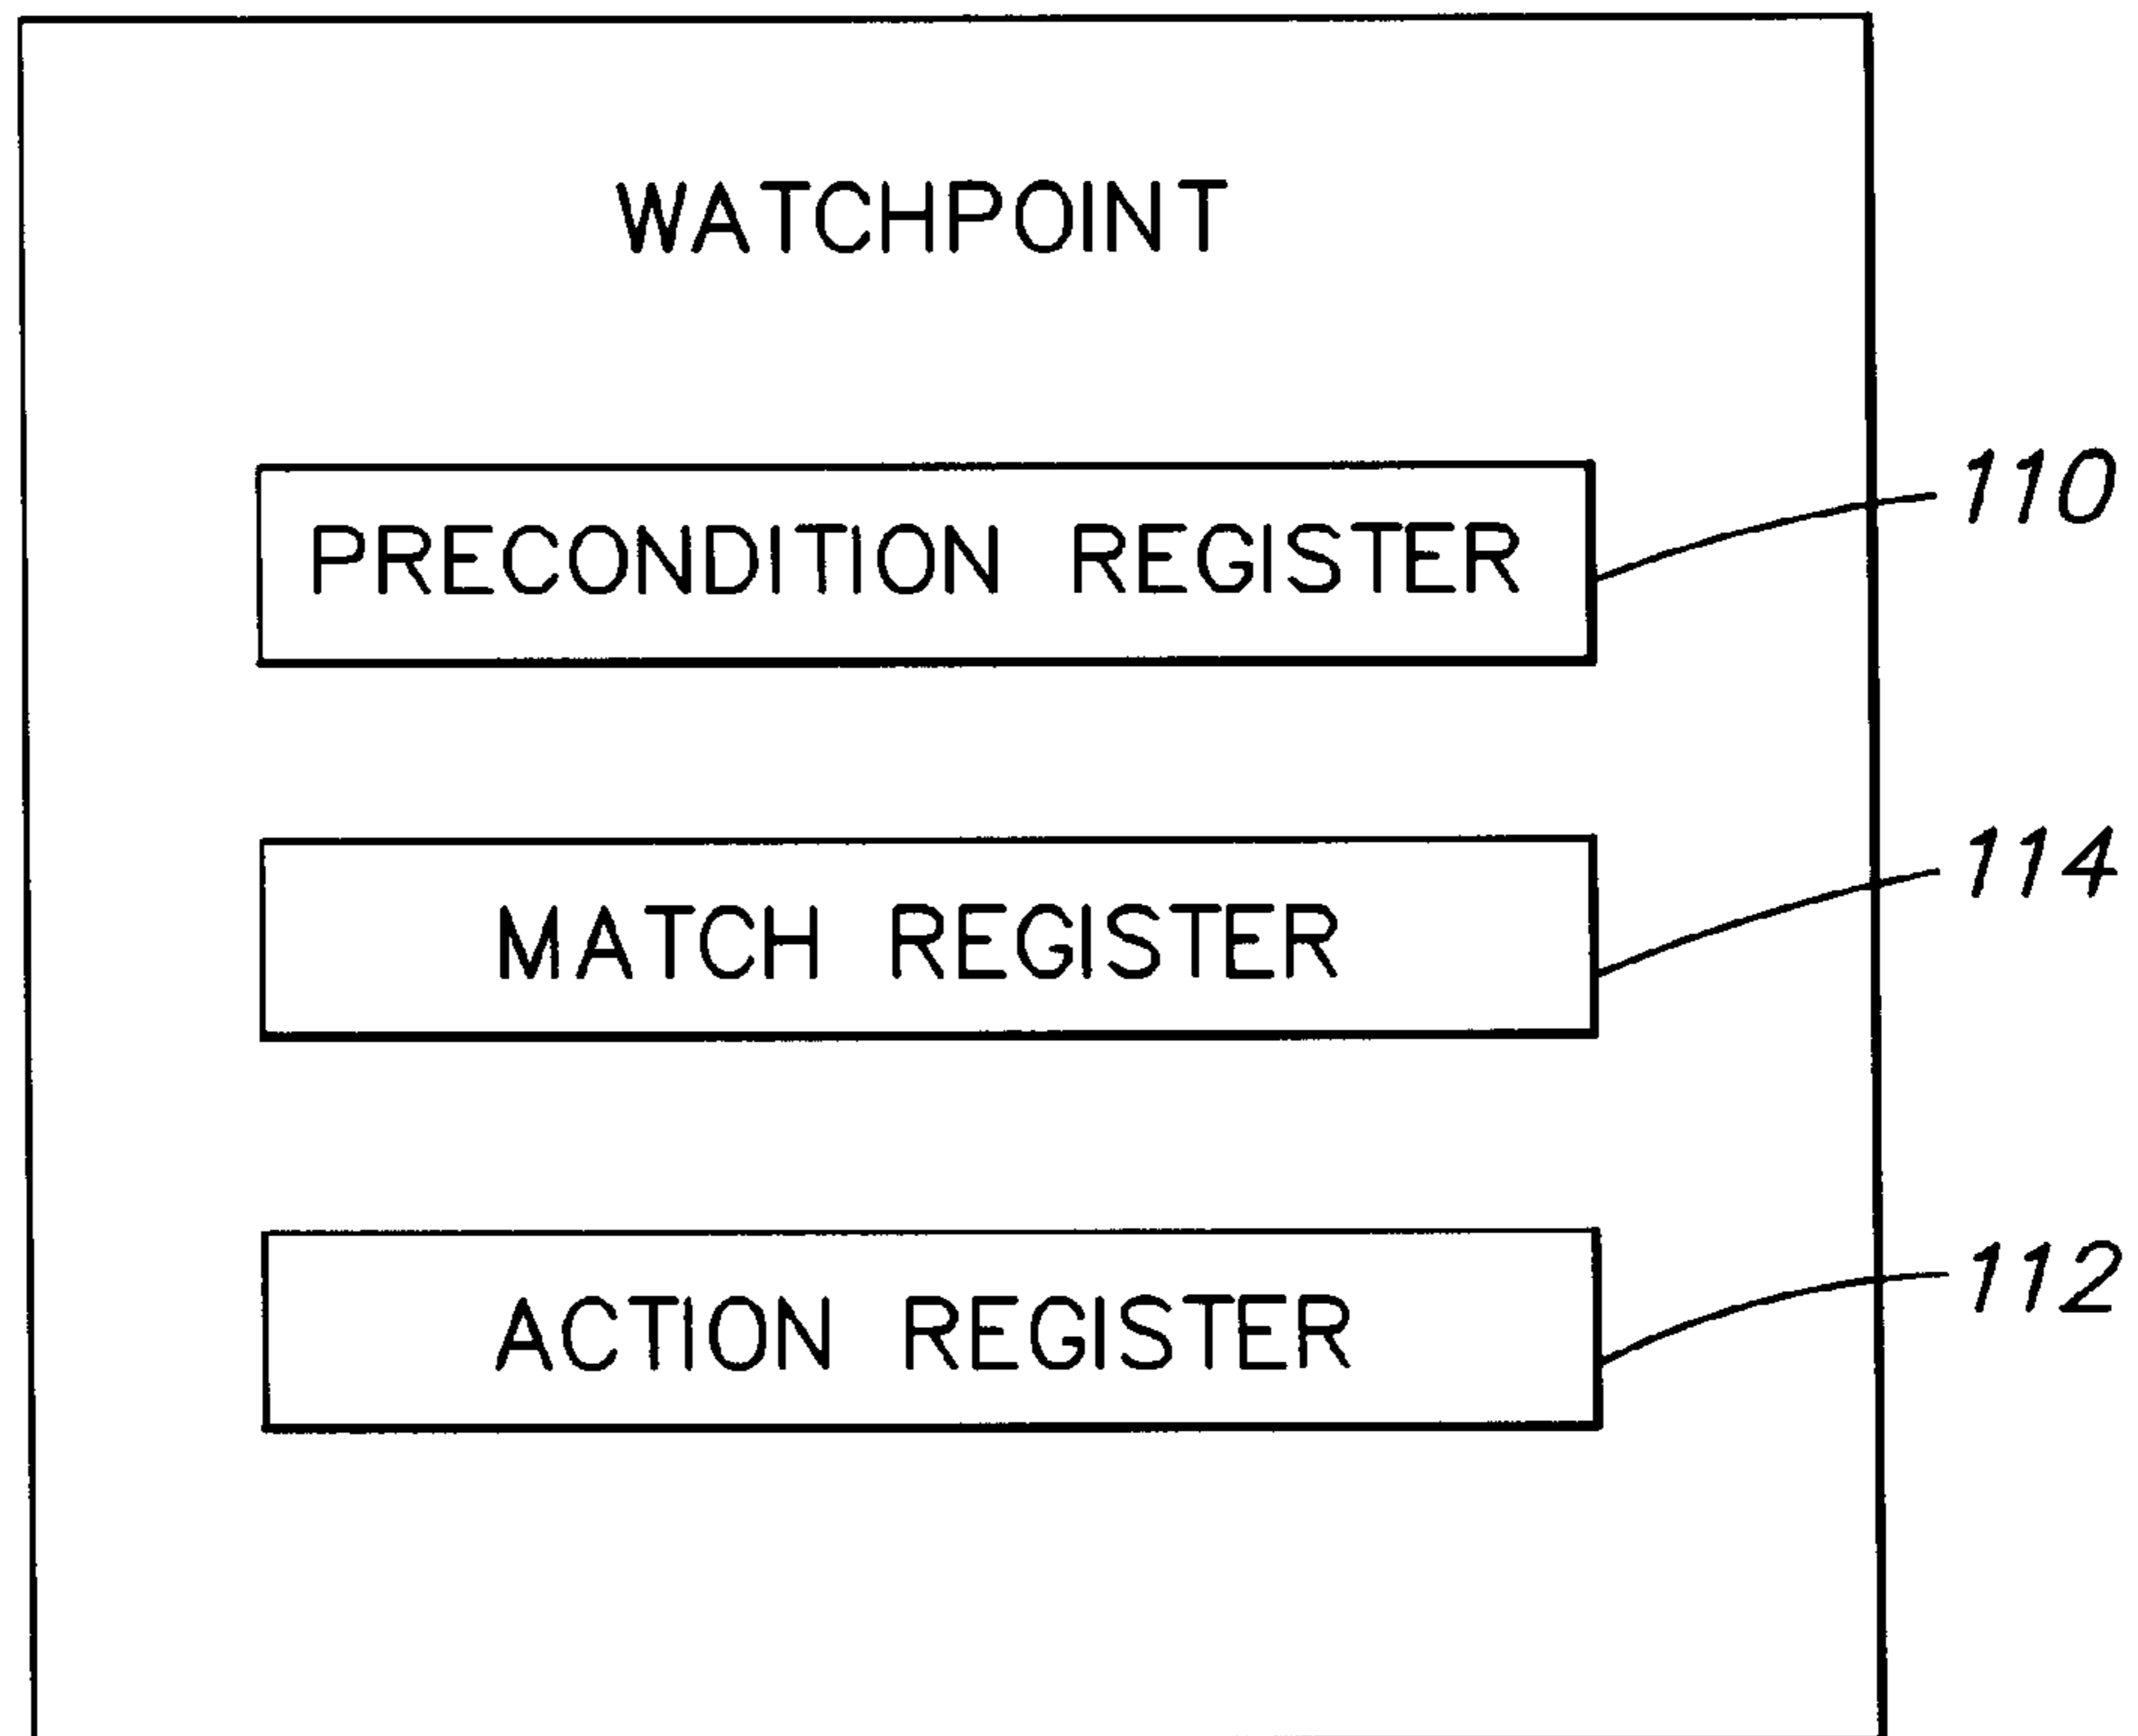 WATCHPOINT
PRECONDITION REGISTER
110
MATCH REGISTER
114
ACTION REGISTER
112